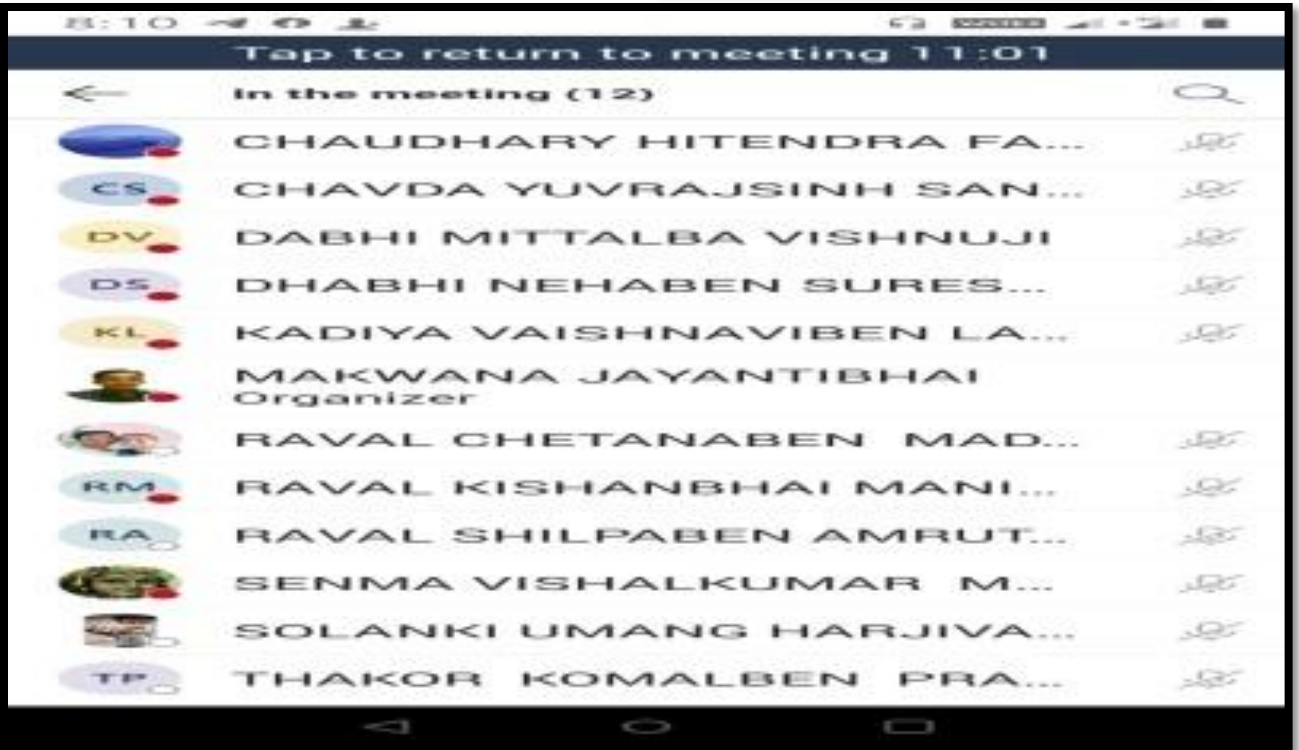 8:10
Tap to return to meeting 11:01
In the meeting (12)
CHAUDHARY HITENDRA FA...
CS CHAVDA YUVRAJSINH SAN...
DV DABHI MITTALBA VISHNUJI
DS DHABHI NEHABEN SURES...
KL KADIYA VAISHNAVIBEN LA...
MAKWANA JAYANTIBHAI
Organizer
RAVAL CHETANABEN MAD...
RM RAVAL KISHANBHAI MANI...
RA RAVAL SHILPABEN AMRUT...
SENMA VISHALKUMAR M...
SOLANKI UMANG HARJIVA...
TP THAKOR KOMALBEN PRA...